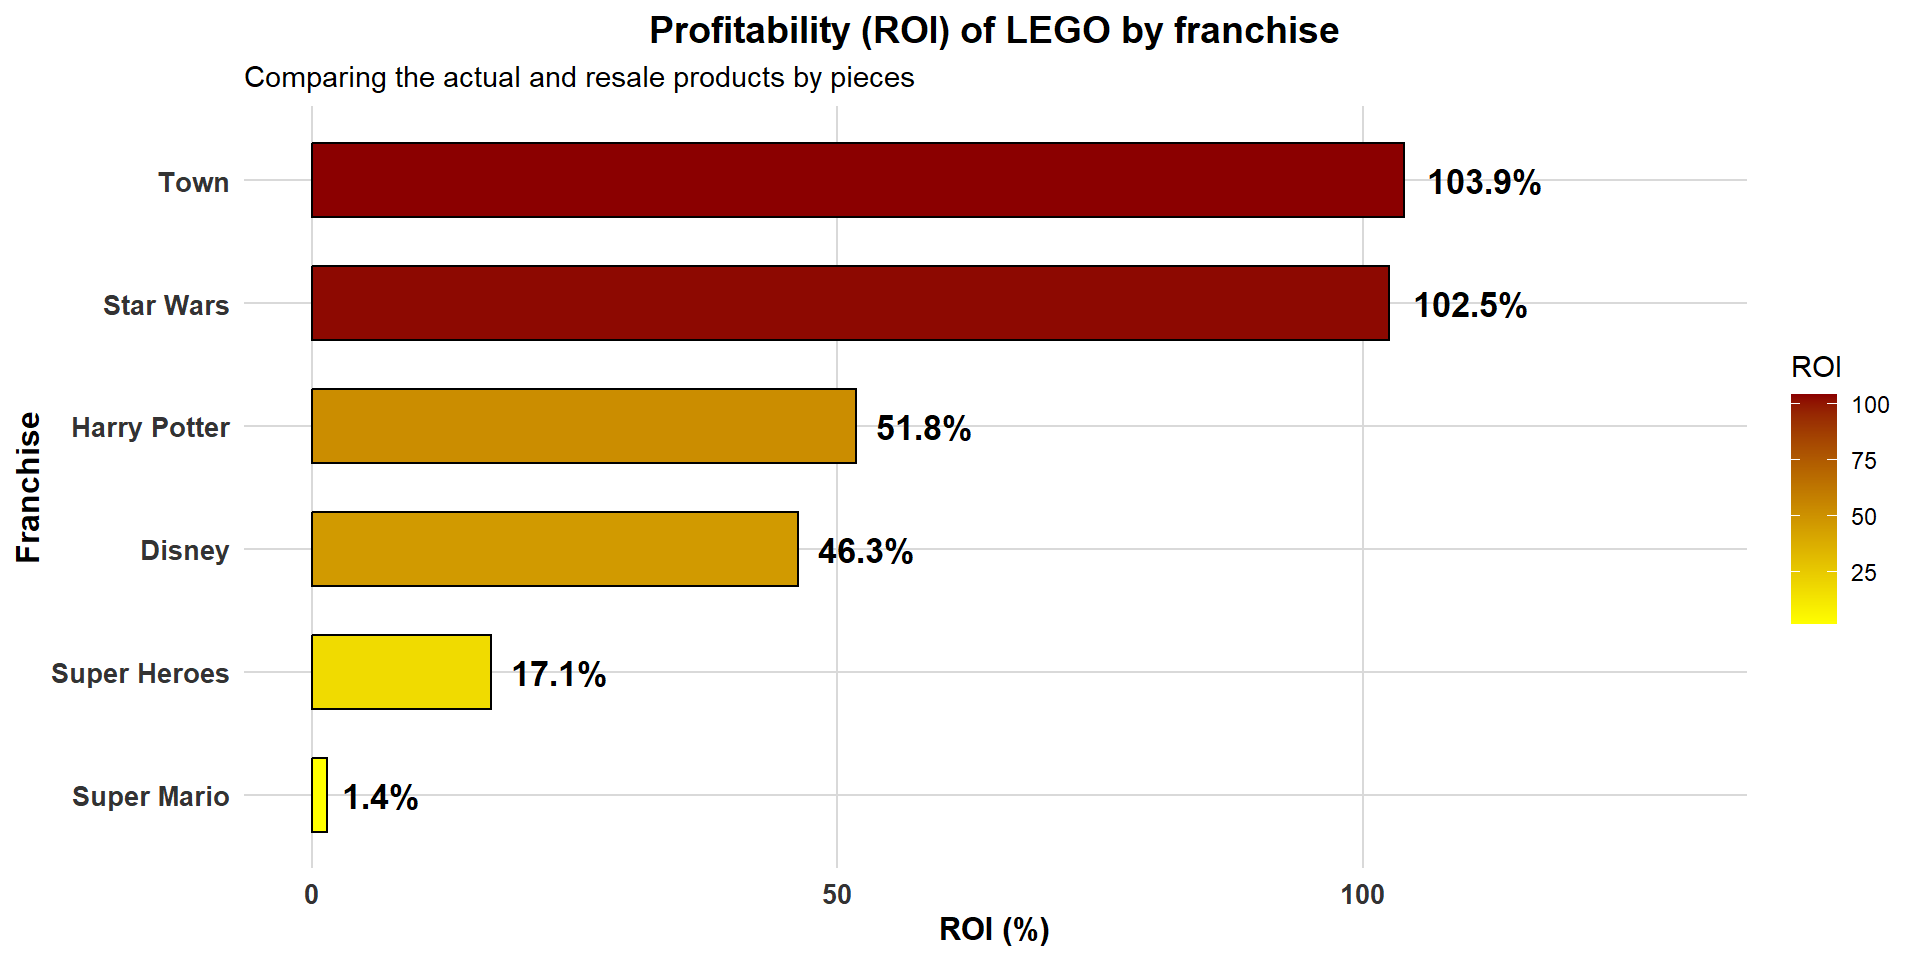 Profitability (ROI) of LEGO by franchise
Comparing the actual and resale products by pieces
Franchise
Town
103.9%
Star Wars
102.5%
Harry Potter
51.8%
Disney
46.3%
Super Heroes
17.1%
Super Mario
1.4%
0
50
100
ROI (%)
ROI
100
75
50
25